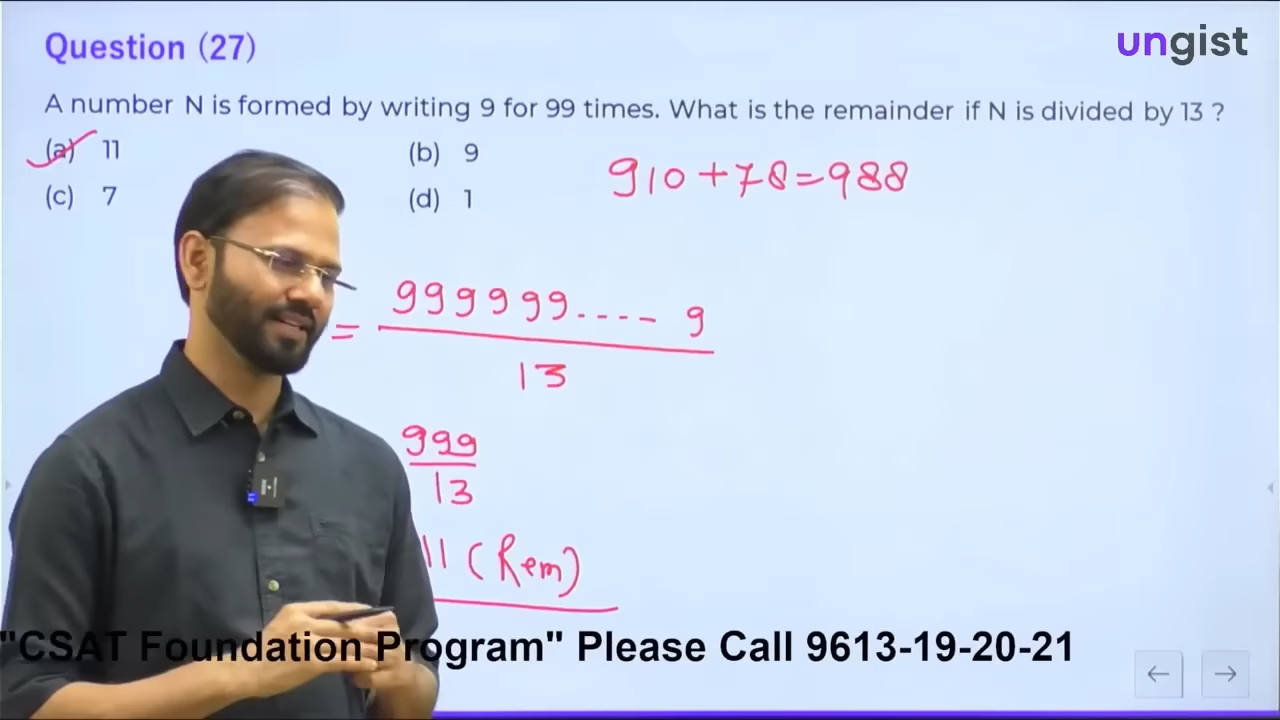 Question (27)
ungist
A number N is formed by writing 9 for 99 times. What is the remainder if N is divided by 13 ?
(a) 11
(b) 9
(c) 7
(d) 1
910+78=988
= 999999.... 9
13
999
13
11 (Rem)
"CSAT Foundation Program" Please Call 9613-19-20-21
← →